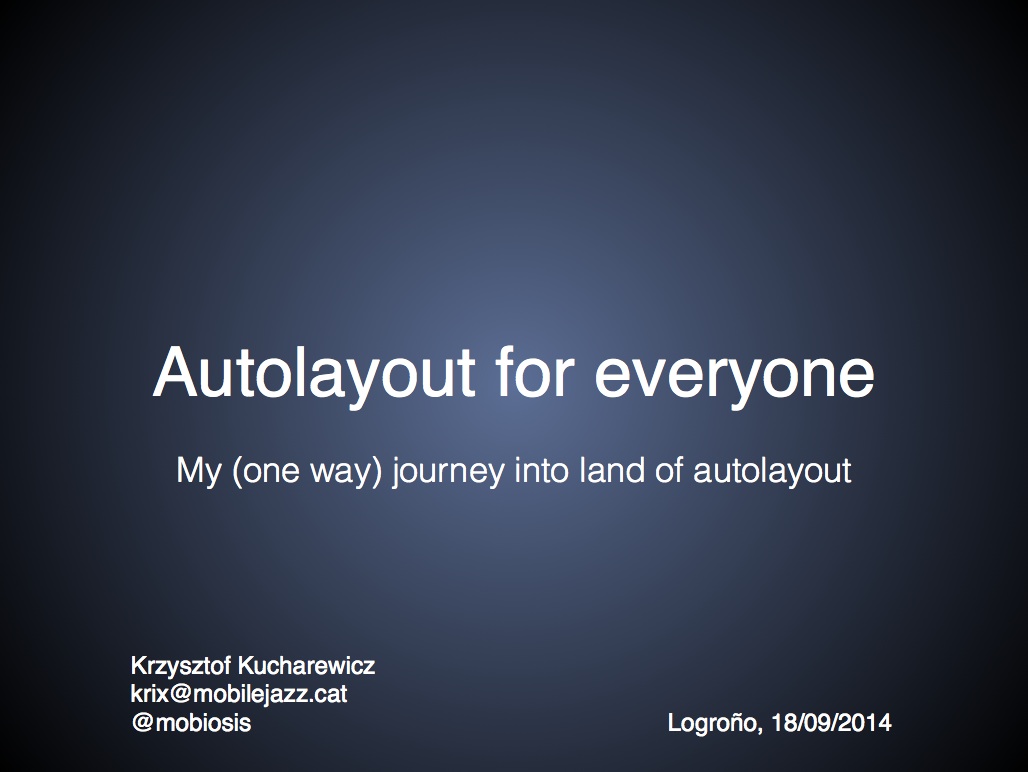 Autolayout for everyone
My (one way) journey into land of autolayout
Krzysztof Kucharewicz
krix@mobilejazz.cat
@mobiosis
Logroño, 18/09/2014